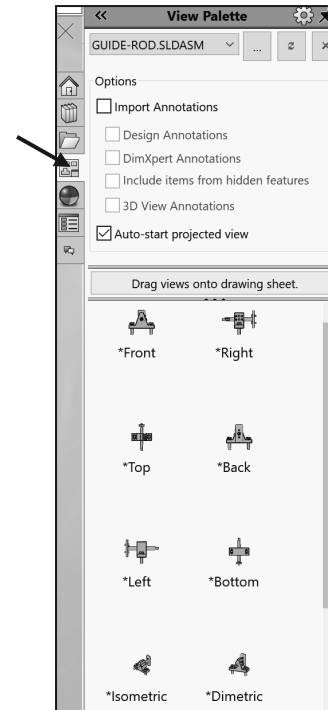 View Palette
GUIDE-ROD.SLDASM
...
Options
Import Annotations
Design Annotations
DimXpert Annotations
Include items from hidden features
3D View Annotations
Auto-start projected view
Drag views onto drawing sheet.
*Front *Right
*Top *Back
*Left *Bottom
*Isometric *Dimetric